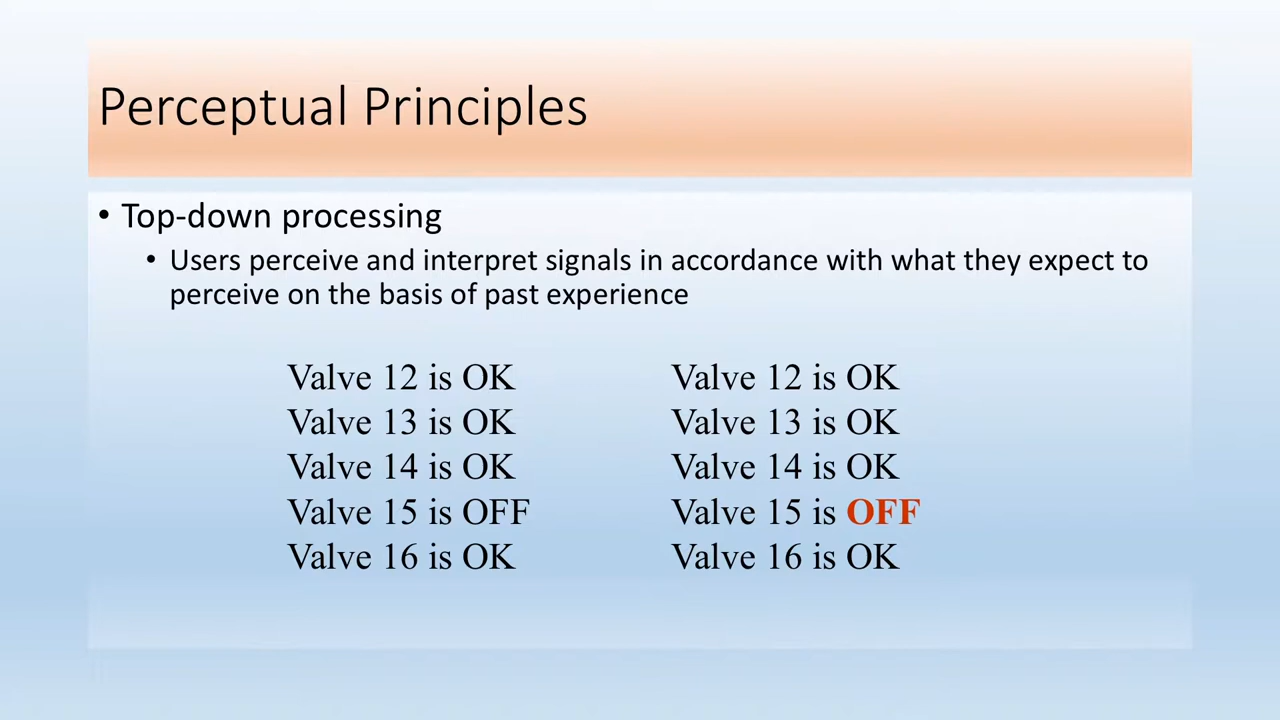 Perceptual Principles
• Top-down processing
• Users perceive and interpret signals in accordance with what they expect to
perceive on the basis of past experience
Valve 12 is OK
Valve 13 is OK
Valve 14 is OK
Valve 15 is OFF
Valve 16 is OK
Valve 12 is OK
Valve 13 is OK
Valve 14 is OK
Valve 15 is OFF
Valve 16 is OK